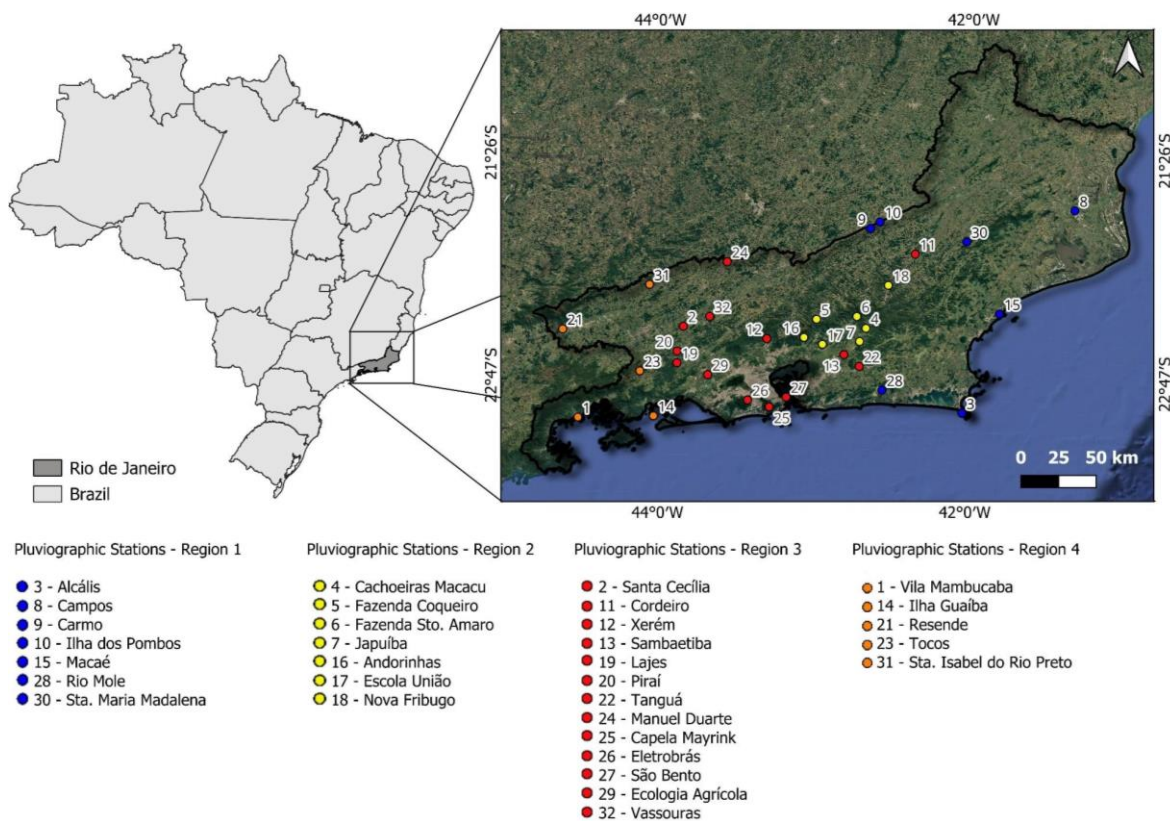 44°0'W 42°0'W
21°26'S 21°26'S
10
9
8
30
11
24
18
31
15
32
5
6
2
4
21
12
16
7
17
20
19
13
22
23
29
22°47'S 22°47'S
28
27
26
1
14
3
25
0 25 50 km
Rio de Janeiro
Brazil
44°0'W 42°0'W
Pluviographic Stations - Region 1
3 - Alcális
8 - Campos
9 - Carmo
10 - Ilha dos Pombos
15 - Macaé
28 - Rio Mole
30 - Sta. Maria Madalena
Pluviographic Stations - Region 2
4 - Cachoeiras Macacu
5 - Fazenda Coqueiro
6 - Fazenda Sto. Amaro
7 - Japuíba
16 - Andorinhas
17 - Escola União
18 - Nova Fribugo
Pluviographic Stations - Region 3
2 - Santa Cecília
11 - Cordeiro
12 - Xerém
13 - Sambaetiba
19 - Lajes
20 - Piraí
22 - Tanguá
24 - Manuel Duarte
25 - Capela Mayrink
26 - Eletrobrás
27 - São Bento
29 - Ecologia Agrícola
32 - Vassouras
Pluviographic Stations - Region 4
1 - Vila Mambucaba
14 - Ilha Guaíba
21 - Resende
23 - Tocos
31 - Sta. Isabel do Rio Preto